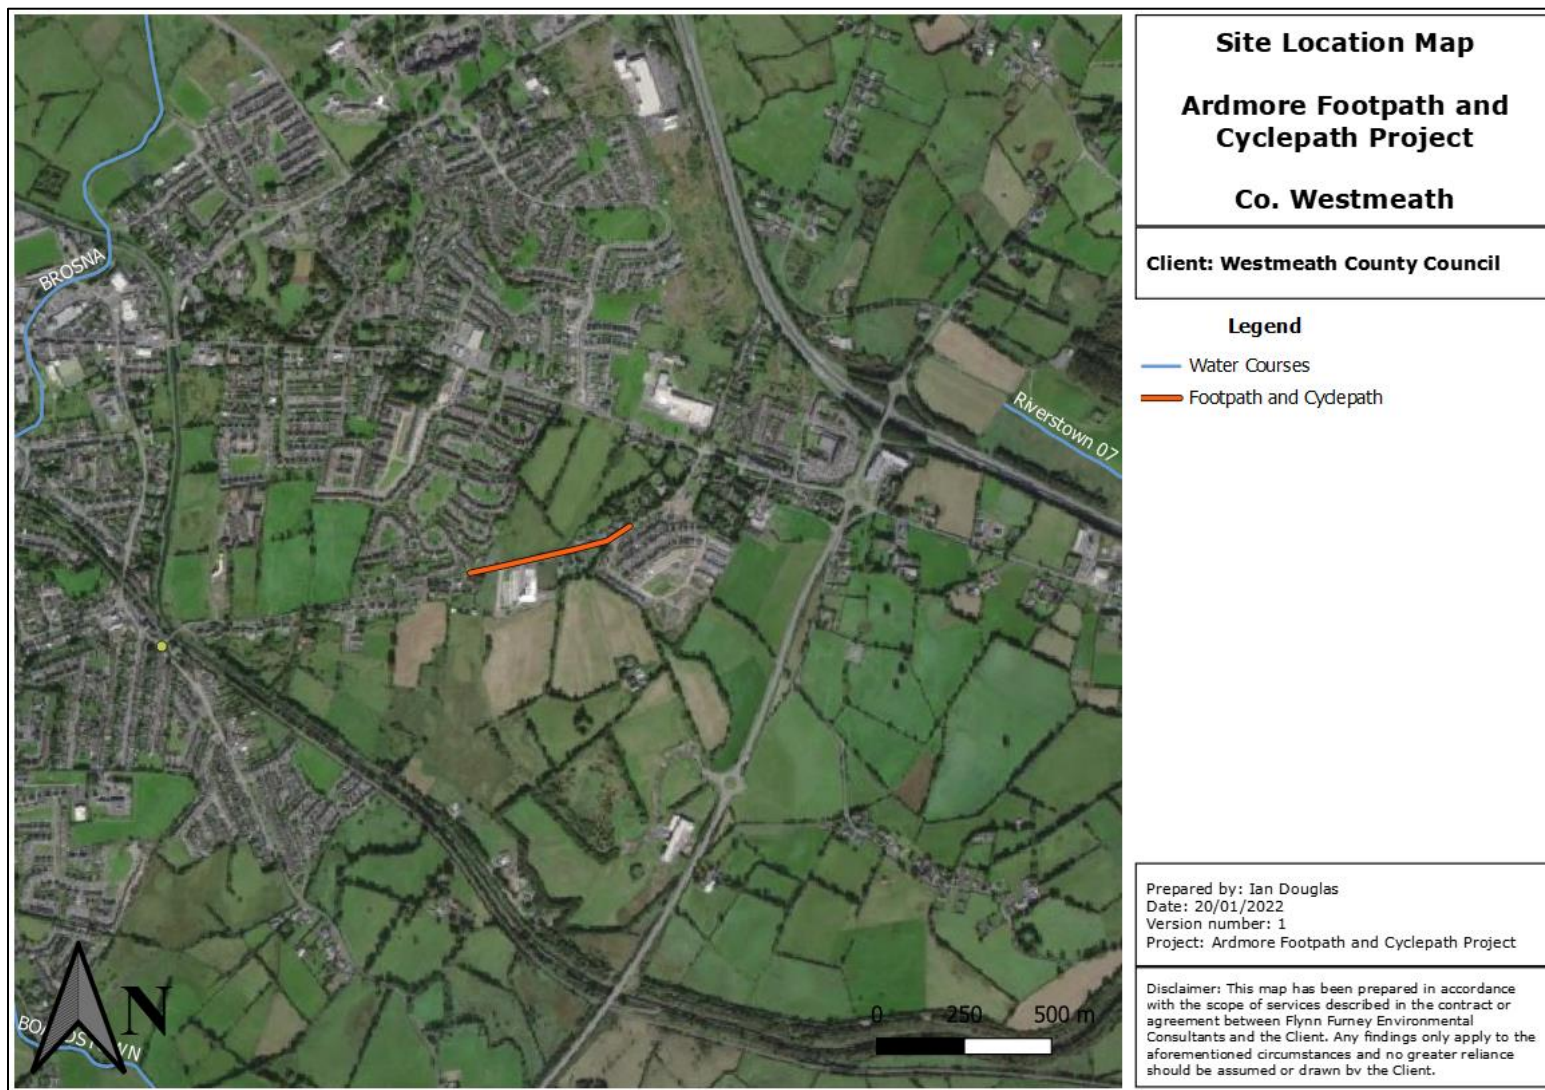 Site Location Map
Ardmore Footpath and
Cyclepath Project
Co. Westmeath
Client: Westmeath County Council
Legend
Water Courses
Footpath and Cyclepath
BROSNA
Riverstown 07
BOARDSTOWN
N
0 250 500 m
Prepared by: Ian Douglas
Date: 20/01/2022
Version number: 1
Project: Ardmore Footpath and Cyclepath Project
Disclaimer: This map has been prepared in accordance
with the scope of services described in the contract or
agreement between Flynn Furney Environmental
Consultants and the Client. Any findings only apply to the
aforementioned circumstances and no greater reliance
should be assumed or drawn by the Client.